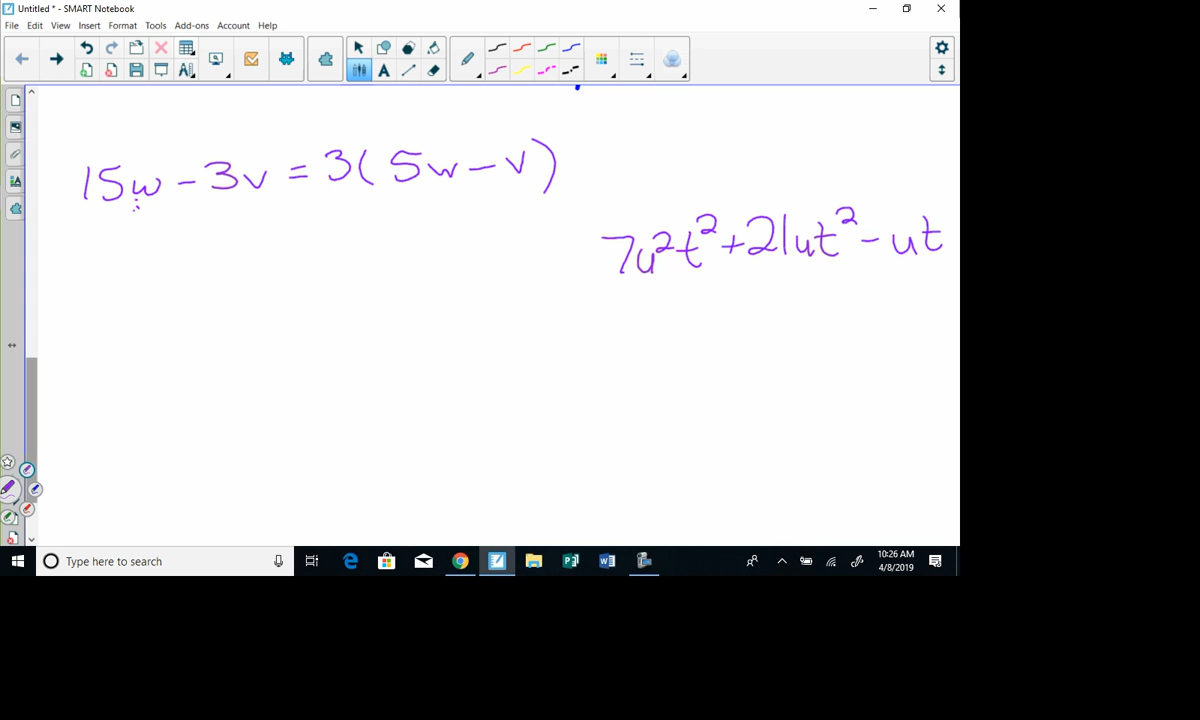 Untitled * - SMART Notebook
File Edit View Insert Format Tools Add-ons Account Help
15w - 3v = 3( 5w - v)
7u²t² + 21ut² - ut
Type here to search
10:26 AM
4/8/2019